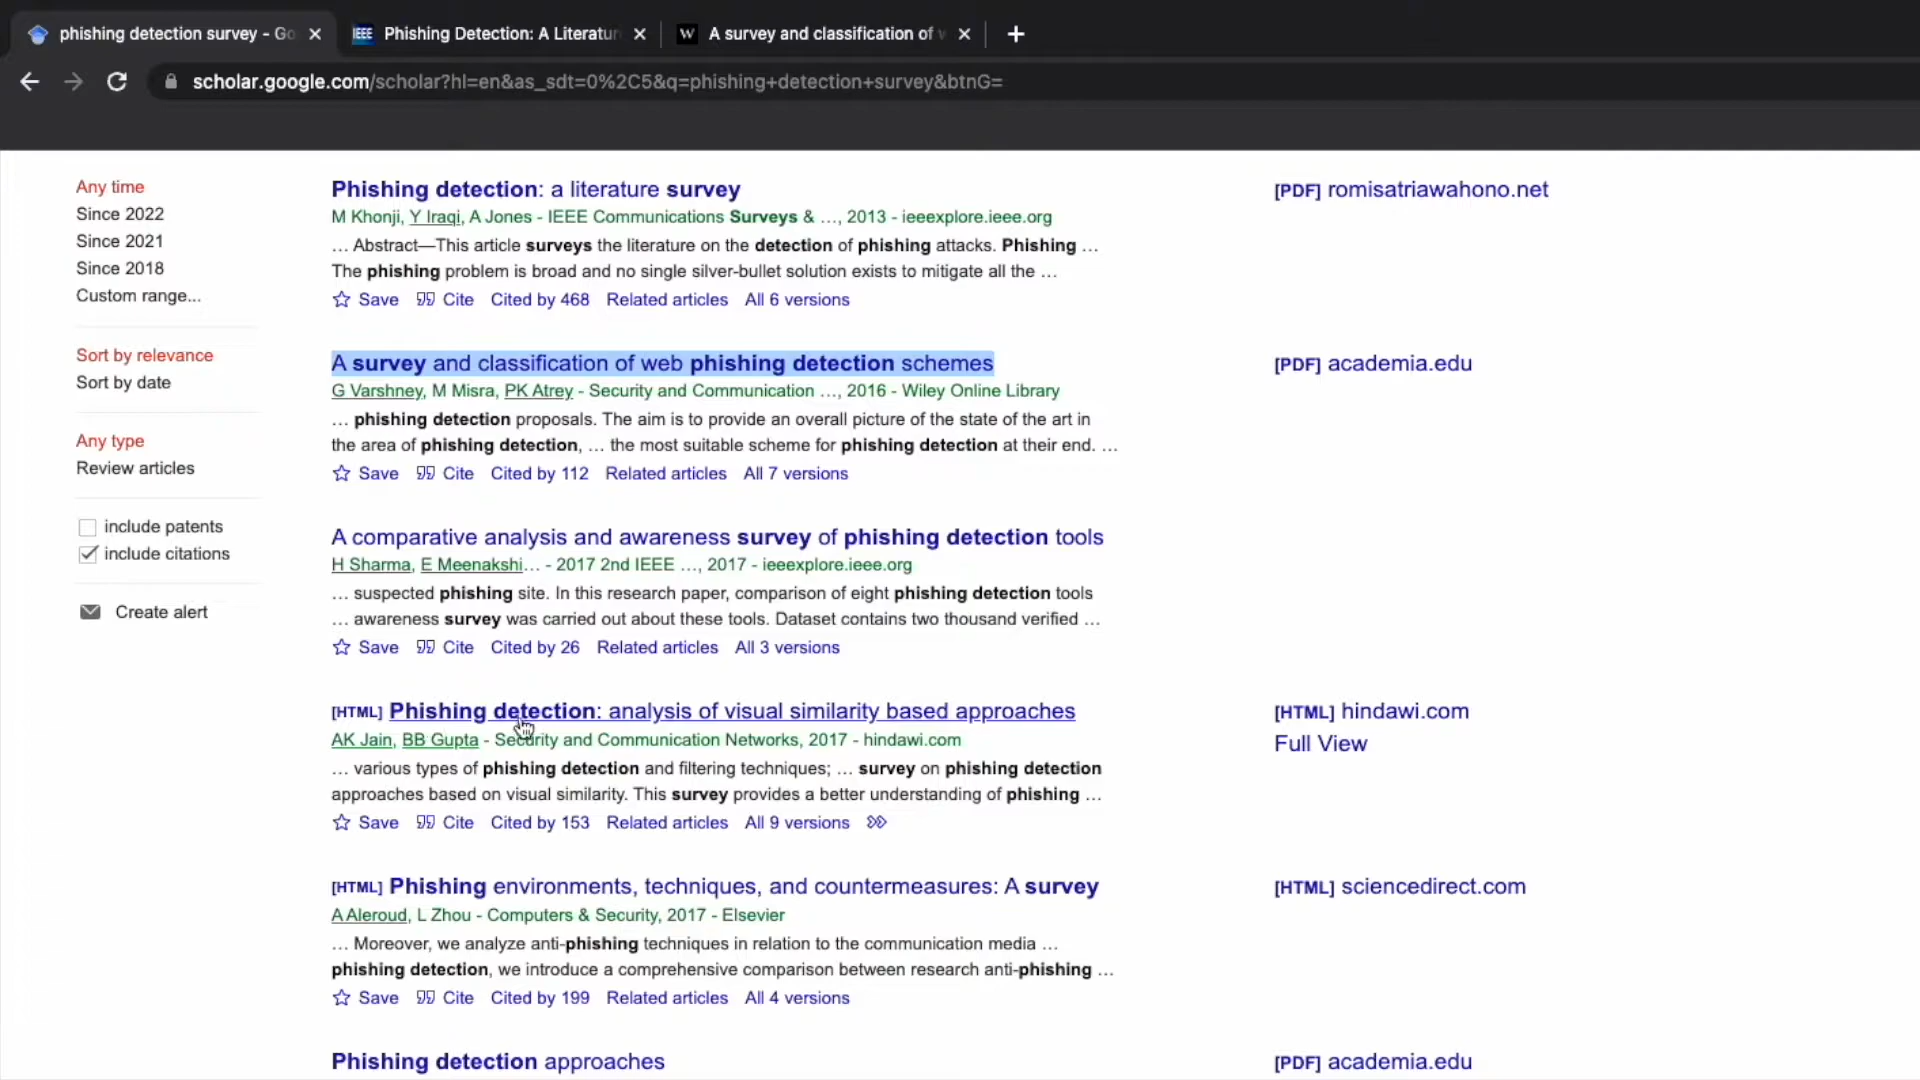 phishing detection survey - Go
Phishing Detection: A Literatur
A survey and classification of w
scholar.google.com/scholar?hl=en&as_sdt=0%2C5&q=phishing+detection+survey&btnG=
Any time
Since 2022
Since 2021
Since 2018
Custom range...
Sort by relevance
Sort by date
Any type
Review articles
include patents
include citations
Create alert
Phishing detection: a literature survey
M Khonji, Y Iraqi, A Jones - IEEE Communications Surveys & …, 2013 - ieeexplore.ieee.org
… Abstract—This article surveys the literature on the detection of phishing attacks. Phishing …
The phishing problem is broad and no single silver-bullet solution exists to mitigate all the …
Save Cite Cited by 468 Related articles All 6 versions
[PDF] romisatriawahono.net
A survey and classification of web phishing detection schemes
G Varshney, M Misra, PK Atrey - Security and Communication …, 2016 - Wiley Online Library
… phishing detection proposals. The aim is to provide an overall picture of the state of the art in
the area of phishing detection, … the most suitable scheme for phishing detection at their end. …
Save Cite Cited by 112 Related articles All 7 versions
[PDF] academia.edu
A comparative analysis and awareness survey of phishing detection tools
H Sharma, E Meenakshi… - 2017 2nd IEEE …, 2017 - ieeexplore.ieee.org
… suspected phishing site. In this research paper, comparison of eight phishing detection tools
… awareness survey was carried out about these tools. Dataset contains two thousand verified …
Save Cite Cited by 26 Related articles All 3 versions
[HTML] Phishing detection: analysis of visual similarity based approaches
AK Jain, BB Gupta - Security and Communication Networks, 2017 - hindawi.com
… various types of phishing detection and filtering techniques; … survey on phishing detection
approaches based on visual similarity. This survey provides a better understanding of phishing …
Save Cite Cited by 153 Related articles All 9 versions
[HTML] hindawi.com
Full View
[HTML] Phishing environments, techniques, and countermeasures: A survey
A Aleroud, L Zhou - Computers & Security, 2017 - Elsevier
… Moreover, we analyze anti-phishing techniques in relation to the communication media …
phishing detection, we introduce a comprehensive comparison between research anti-phishing …
Save Cite Cited by 199 Related articles All 4 versions
[HTML] sciencedirect.com
Phishing detection approaches
[PDF] academia.edu